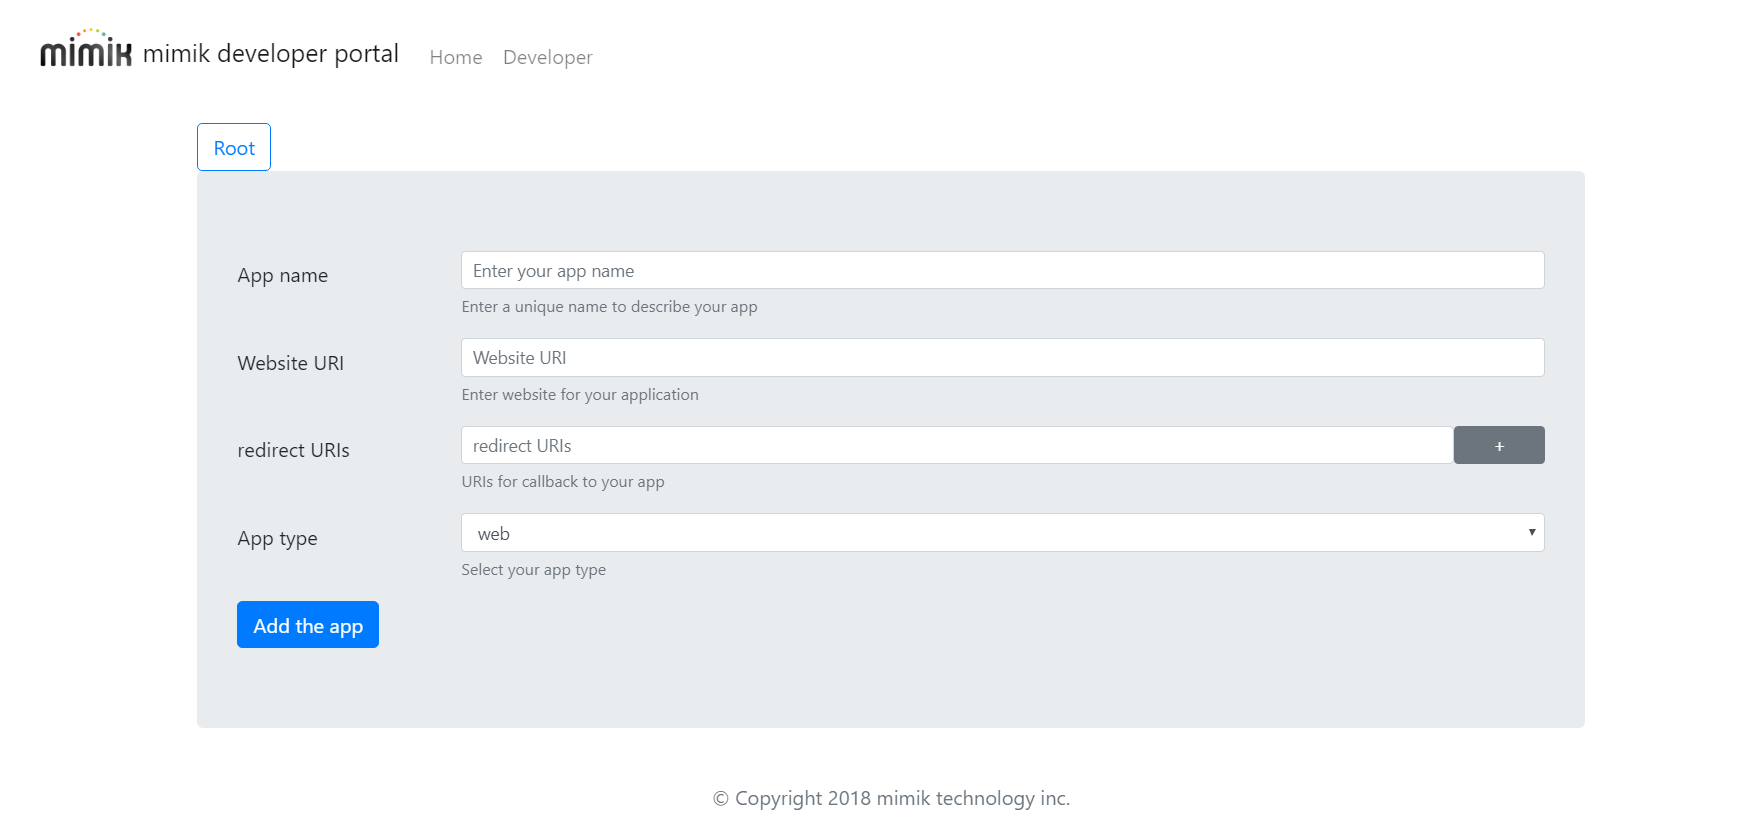 mimik mimik developer portal Home Developer
Root
App name
Enter your app name
Enter a unique name to describe your app
Website URI
Website URI
Enter website for your application
redirect URIs
redirect URIs +
URIs for callback to your app
App type
web
Select your app type
Add the app
© Copyright 2018 mimik technology inc.